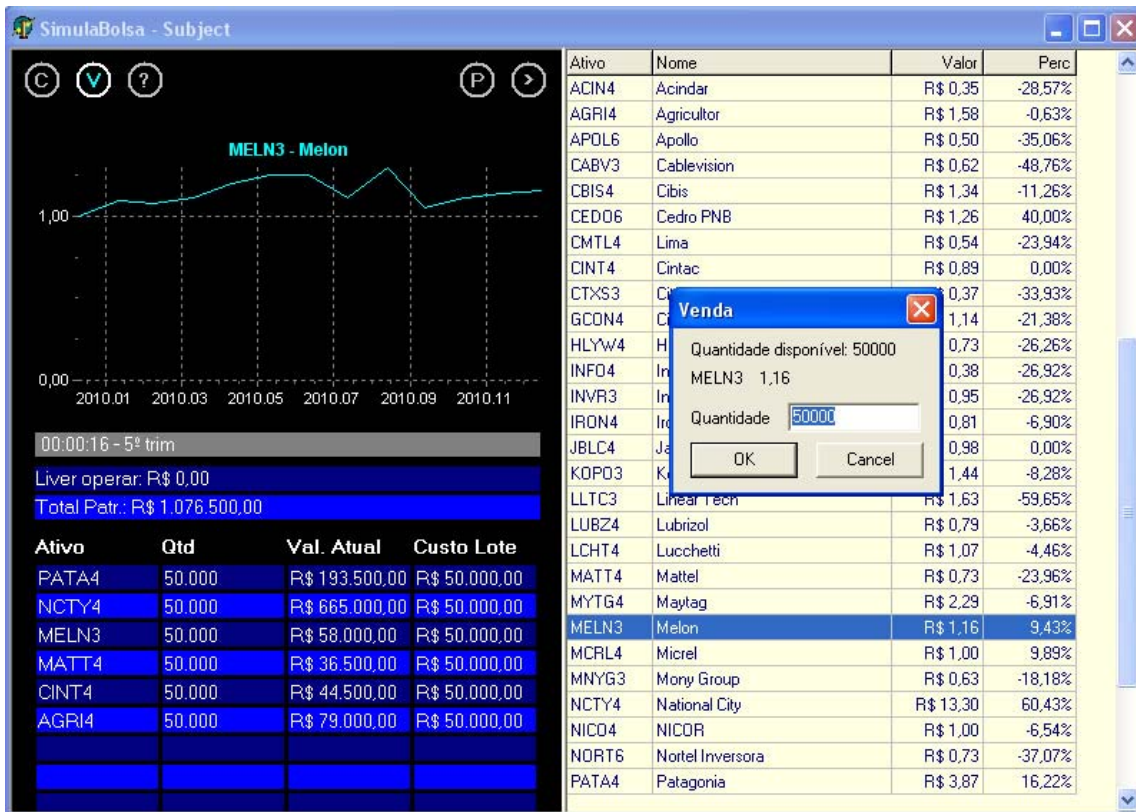 SimulaBolsa - Subject
C V ? P >
MELN3 - Melon
1,00
0,00
2010.01 2010.03 2010.05 2010.07 2010.09 2010.11
00:00:16 - 5º trim
Liver operar: R$ 0,00
Total Patr.: R$ 1.076.500,00
Ativo Qtd Val. Atual Custo Lote
PATA4 50.000 R$ 193.500,00 R$ 50.000,00
NCTY4 50.000 R$ 665.000,00 R$ 50.000,00
MELN3 50.000 R$ 58.000,00 R$ 50.000,00
MATT4 50.000 R$ 36.500,00 R$ 50.000,00
CINT4 50.000 R$ 44.500,00 R$ 50.000,00
AGRI4 50.000 R$ 79.000,00 R$ 50.000,00
Ativo Nome Valor Perc
ACIN4 Acindar R$ 0,35 -28,57%
AGRI4 Agricultor R$ 1,58 -0,63%
APOL6 Apollo R$ 0,50 -35,06%
CABV3 Cablevision R$ 0,62 -48,76%
CBIS4 Cibis R$ 1,34 -11,26%
CEDO6 Cedro PNB R$ 1,26 40,00%
CMTL4 Lima R$ 0,54 -23,94%
CINT4 Cintac R$ 0,89 0,00%
CTXS3 0,37 -33,93%
GCON4 1,14 -21,38%
HLYW4 0,73 -26,26%
INFO4 0,38 -26,92%
INVR3 0,95 -26,92%
IRON4 0,81 -6,90%
JBLC4 0,98 0,00%
KOPO3 1,44 -8,28%
LLTC3 Linear Tech R$ 1,63 -59,65%
LUBZ4 Lubrizol R$ 0,79 -3,66%
LCHT4 Lucchetti R$ 1,07 -4,46%
MATT4 Mattel R$ 0,73 -23,96%
MYTG4 Maytag R$ 2,29 -6,91%
MELN3 Melon R$ 1,16 9,43%
MCRL4 Micrel R$ 1,00 9,89%
MNYG3 Mony Group R$ 0,63 -18,18%
NCTY4 National City R$ 13,30 60,43%
NICO4 NICOR R$ 1,00 -6,54%
NORT6 Nortel Inversora R$ 0,73 -37,07%
PATA4 Patagonia R$ 3,87 16,22%
Venda
Quantidade disponível: 50000
MELN3 1,16
Quantidade 50000
OK Cancel